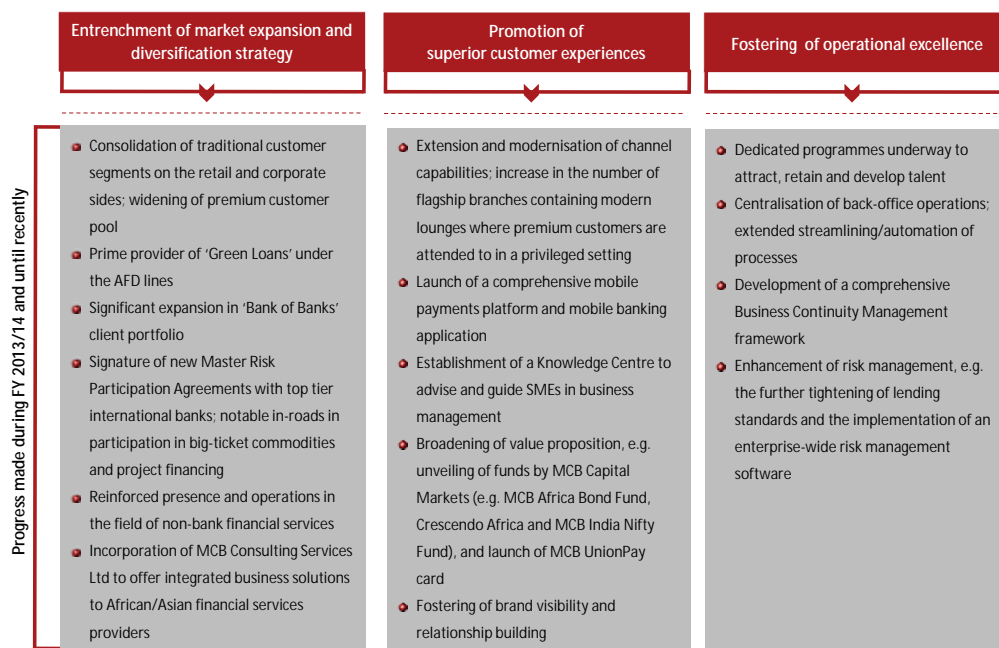 Entrenchment of market expansion and
diversification strategy
Promotion of
superior customer experiences
Fostering of operational excellence
Progress made during FY 2013/14 and until recently
Consolidation of traditional customer
segments on the retail and corporate
sides; widening of premium customer
pool
Prime provider of ‘Green Loans’ under
the AFD lines
Significant expansion in ‘Bank of Banks’
client portfolio
Signature of new Master Risk
Participation Agreements with top tier
international banks; notable in-roads in
participation in big-ticket commodities
and project financing
Reinforced presence and operations in
the field of non-bank financial services
Incorporation of MCB Consulting Services
Ltd to offer integrated business solutions
to African/Asian financial services
providers
Extension and modernisation of channel
capabilities; increase in the number of
flagship branches containing modern
lounges where premium customers are
attended to in a privileged setting
Launch of a comprehensive mobile
payments platform and mobile banking
application
Establishment of a Knowledge Centre to
advise and guide SMEs in business
management
Broadening of value proposition, e.g.
unveiling of funds by MCB Capital
Markets (e.g. MCB Africa Bond Fund,
Crescendo Africa and MCB India Nifty
Fund), and launch of MCB UnionPay
card
Fostering of brand visibility and
relationship building
Dedicated programmes underway to
attract, retain and develop talent
Centralisation of back-office operations;
extended streamlining/automation of
processes
Development of a comprehensive
Business Continuity Management
framework
Enhancement of risk management, e.g.
the further tightening of lending
standards and the implementation of an
enterprise-wide risk management
software